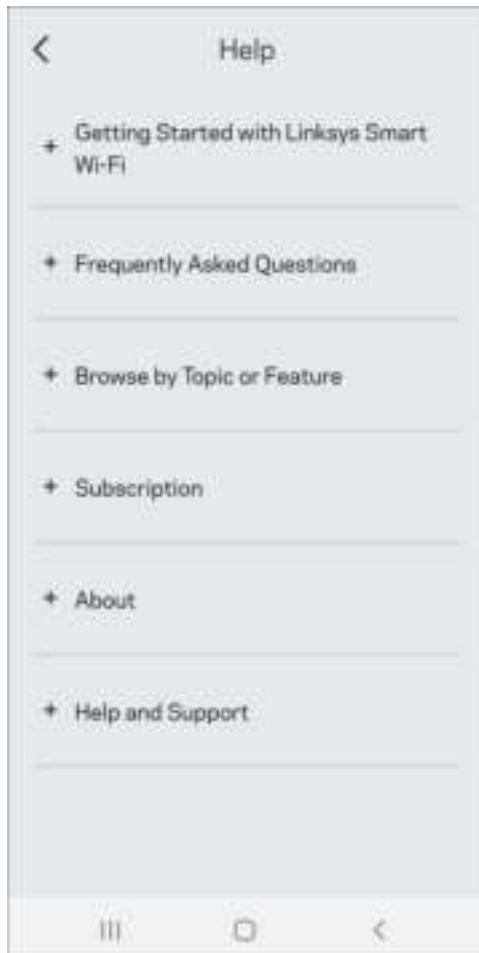 Help
Getting Started with Linksys Smart
Wi-Fi
Frequently Asked Questions
Browse by Topic or Feature
Subscription
About
Help and Support